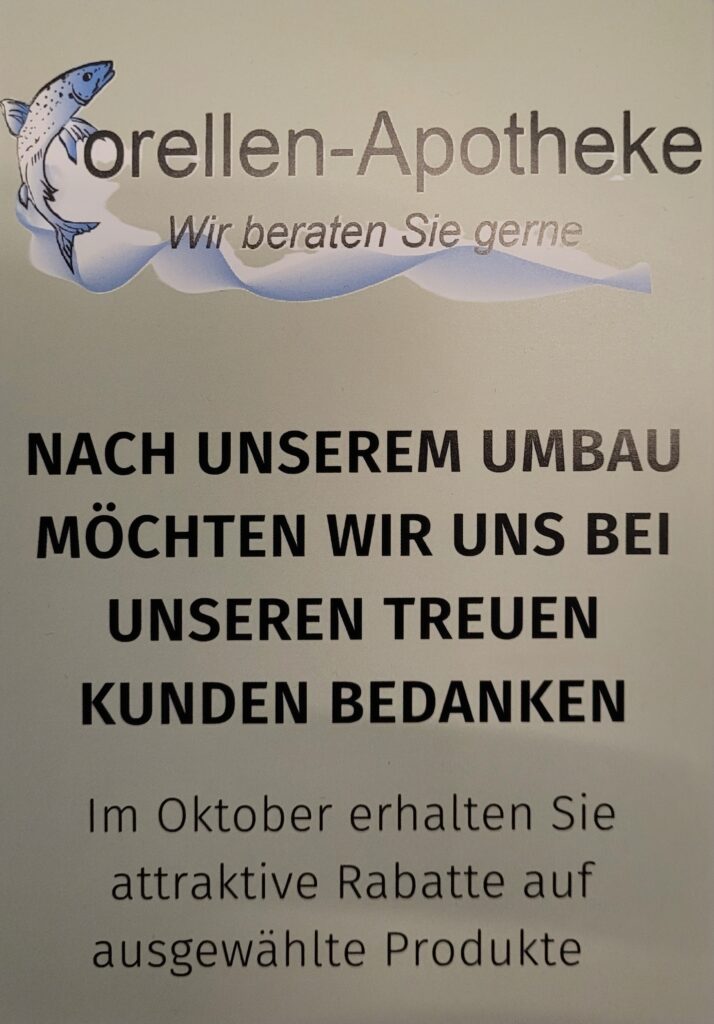 Forellen-Apotheke
Wir beraten Sie gerne
NACH UNSEREM UMBAU
MÖCHTEN WIR UNS BEI
UNSEREN TREUEN
KUNDEN BEDANKEN
Im Oktober erhalten Sie
attraktive Rabatte auf
ausgewählte Produkte